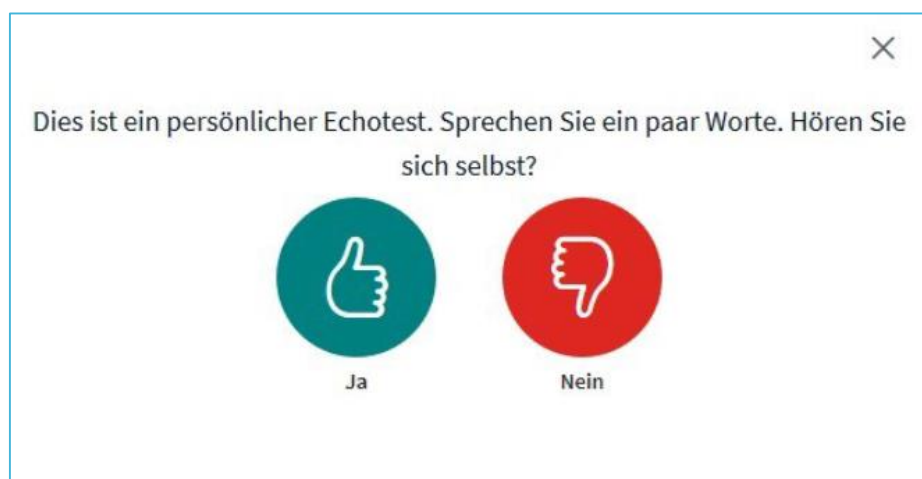 Dies ist ein persönlicher Echotest. Sprechen Sie ein paar Worte. Hören Sie
sich selbst?
Ja
Nein